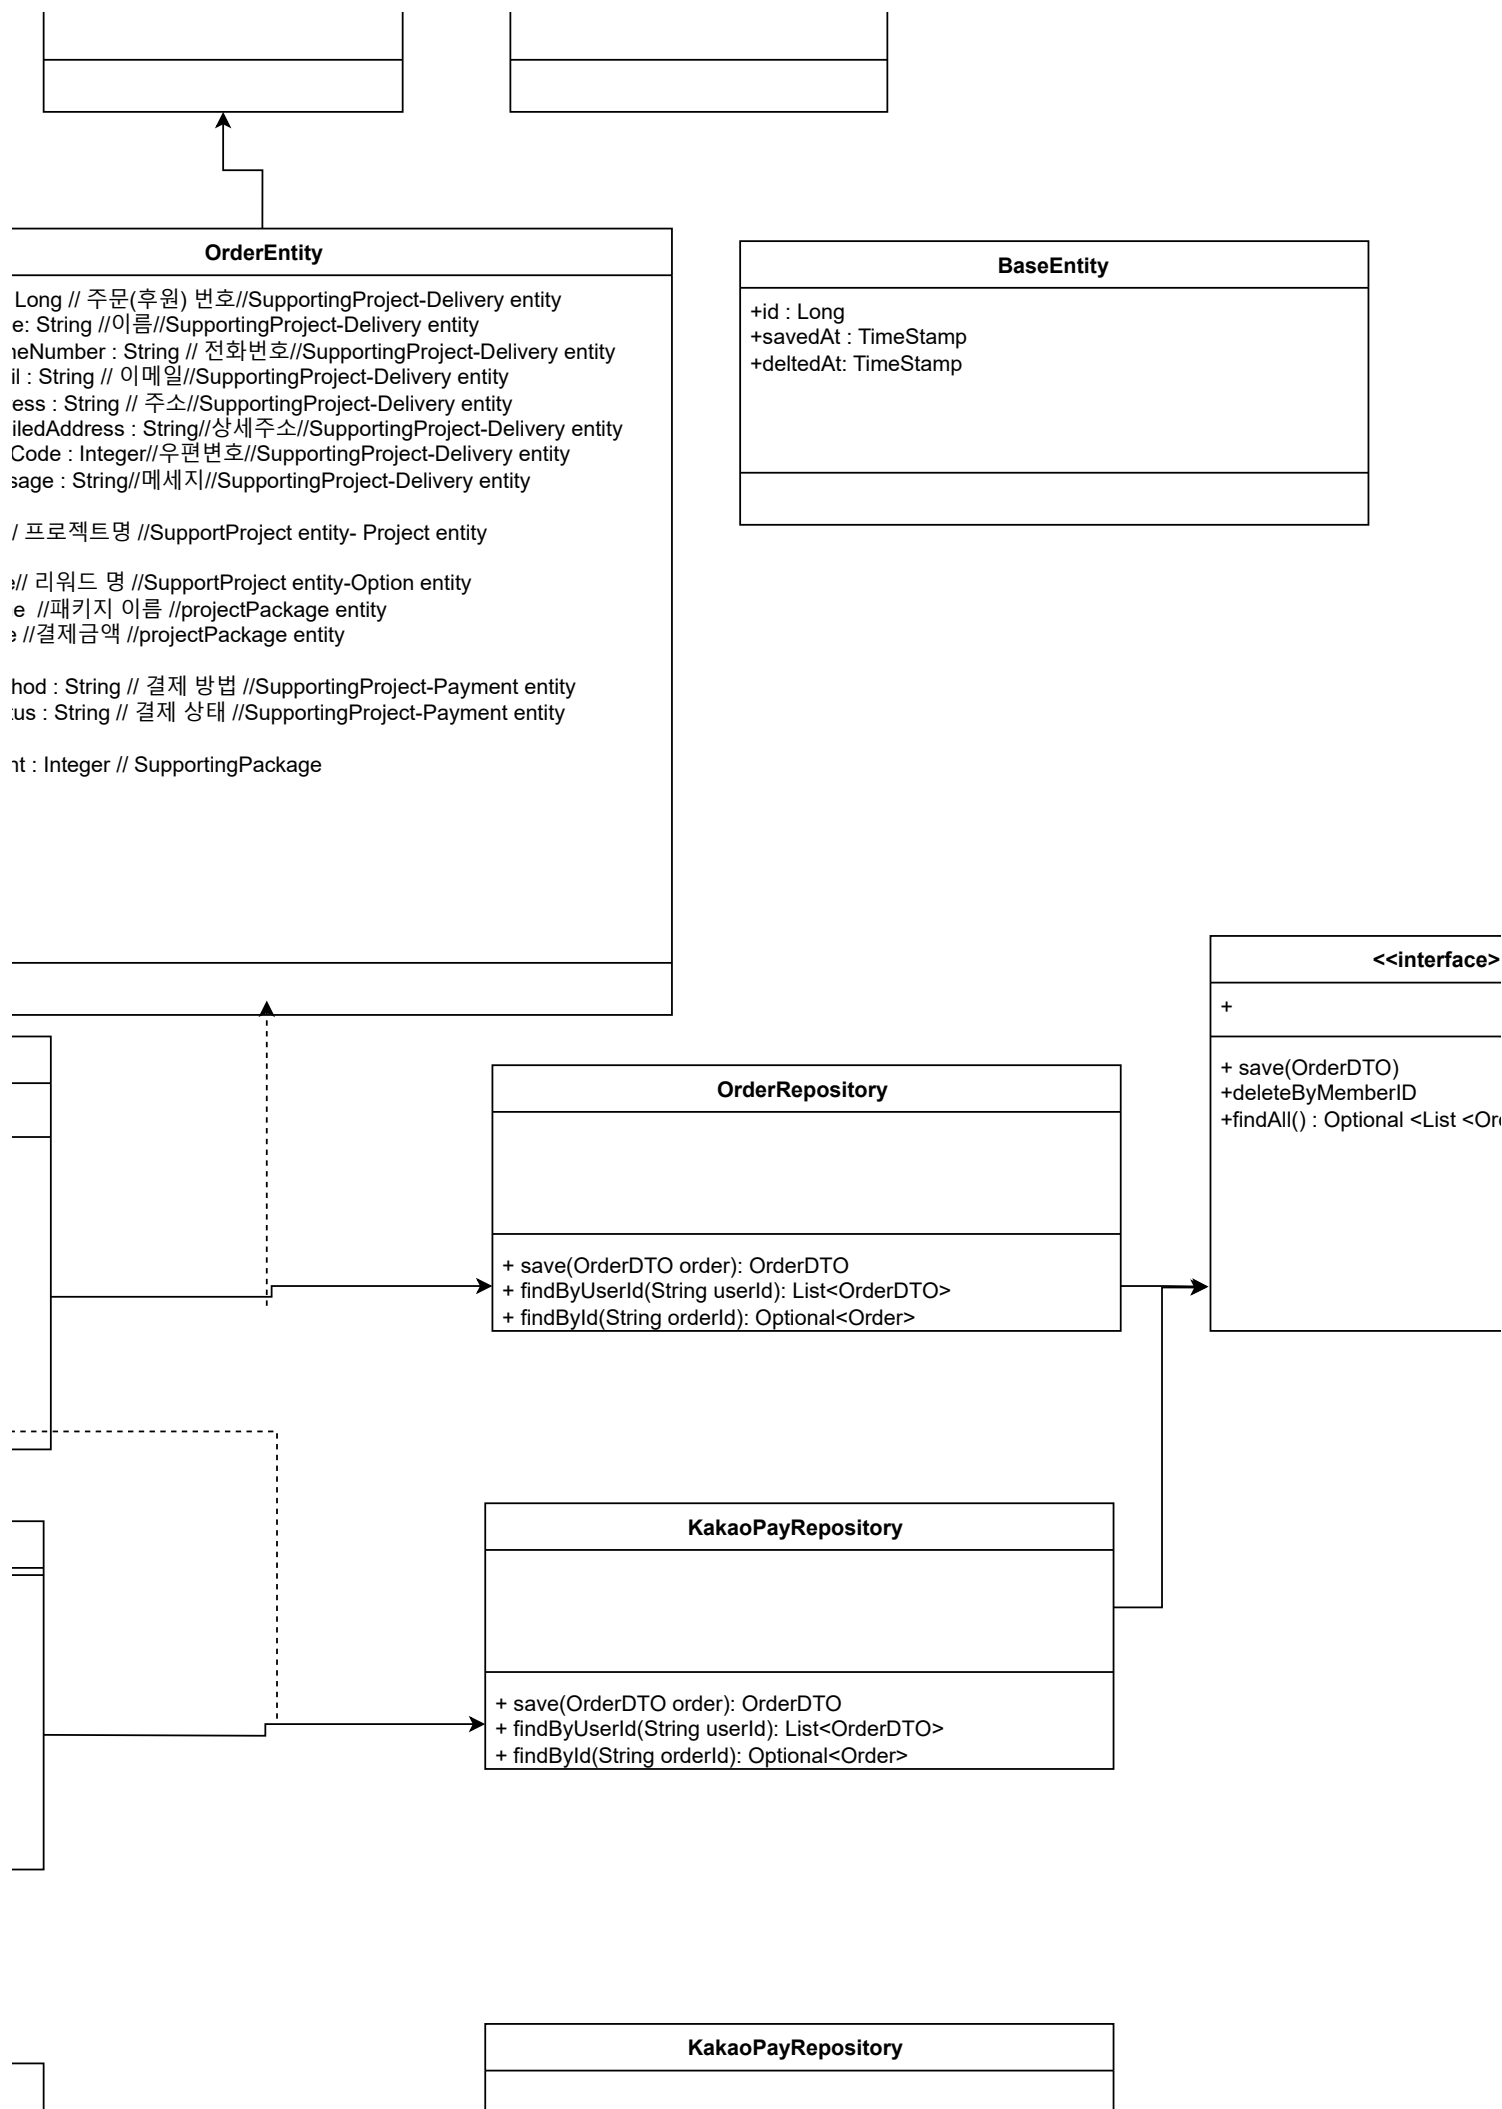 OrderEntity
Long // 주문(후원) 번호//SupportingProject-Delivery entity
e: String //이름//SupportingProject-Delivery entity
neNumber : String // 전화번호//SupportingProject-Delivery entity
il : String // 이메일//SupportingProject-Delivery entity
ess : String // 주소//SupportingProject-Delivery entity
iledAddress : String//상세주소//SupportingProject-Delivery entity
Code : Integer//우편변호//SupportingProject-Delivery entity
sage : String//메세지//SupportingProject-Delivery entity
/ 프로젝트명 //SupportProject entity- Project entity
// 리워드 명 //SupportProject entity-Option entity
e //패키지 이름 //projectPackage entity
//결제금액 //projectPackage entity
hod : String // 결제 방법 //SupportingProject-Payment entity
tus : String // 결제 상태 //SupportingProject-Payment entity
nt : Integer // SupportingPackage
BaseEntity
+id : Long
+savedAt : TimeStamp
+deltedAt: TimeStamp
<<interface>
+
+ save(OrderDTO)
+deleteByMemberID
+findAll() : Optional <List <Ord
OrderRepository
+ save(OrderDTO order): OrderDTO
+ findByUserId(String userId): List<OrderDTO>
+ findById(String orderId): Optional<Order>
KakaoPayRepository
+ save(OrderDTO order): OrderDTO
+ findByUserId(String userId): List<OrderDTO>
+ findById(String orderId): Optional<Order>
KakaoPayRepository